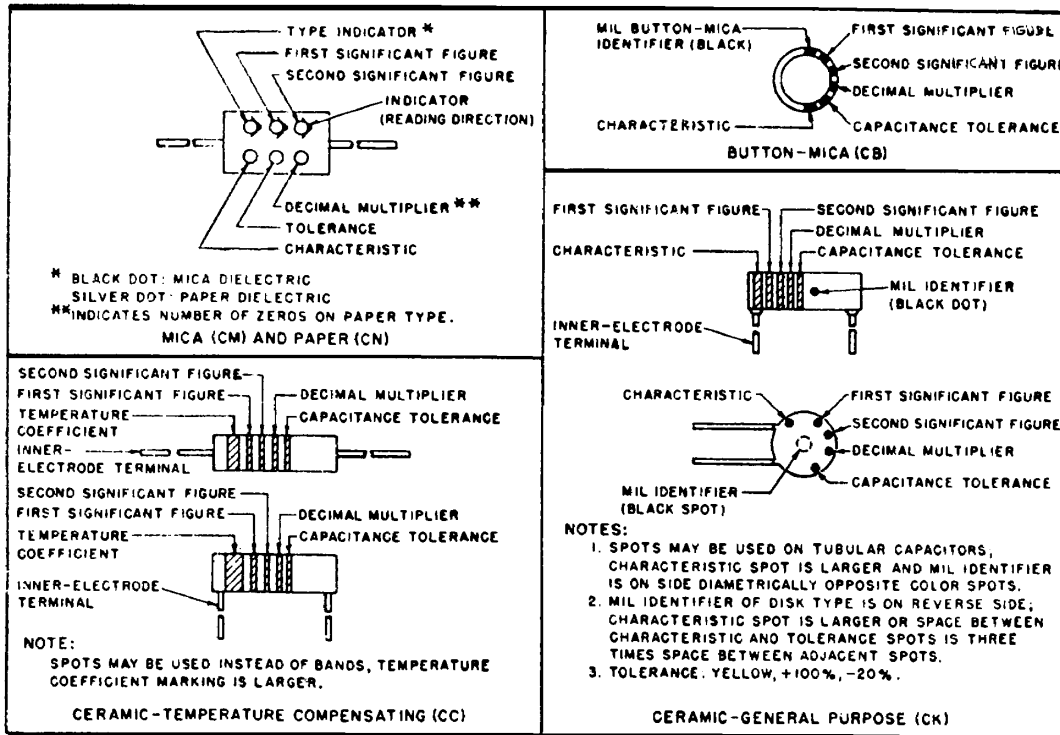 TYPE INDICATOR *
FIRST SIGNIFICANT FIGURE
SECOND SIGNIFICANT FIGURE
INDICATOR
(READING DIRECTION)
DECIMAL MULTIPLIER **
TOLERANCE
CHARACTERISTIC
* BLACK DOT: MICA DIELECTRIC
SILVER DOT: PAPER DIELECTRIC
** INDICATES NUMBER OF ZEROS ON PAPER TYPE.
MICA (CM) AND PAPER (CN)
MIL BUTTON-MICA
IDENTIFIER (BLACK)
FIRST SIGNIFICANT FIGURE
SECOND SIGNIFICANT FIGURE
DECIMAL MULTIPLIER
CHARACTERISTIC
CAPACITANCE TOLERANCE
BUTTON-MICA (CB)
SECOND SIGNIFICANT FIGURE
FIRST SIGNIFICANT FIGURE
DECIMAL MULTIPLIER
TEMPERATURE
COEFFICIENT
CAPACITANCE TOLERANCE
INNER-
ELECTRODE TERMINAL
SECOND SIGNIFICANT FIGURE
FIRST SIGNIFICANT FIGURE
DECIMAL MULTIPLIER
TEMPERATURE
COEFFICIENT
CAPACITANCE TOLERANCE
INNER-ELECTRODE
TERMINAL
NOTE:
SPOTS MAY BE USED INSTEAD OF BANDS, TEMPERATURE
COEFFICIENT MARKING IS LARGER.
CERAMIC-TEMPERATURE COMPENSATING (CC)
FIRST SIGNIFICANT FIGURE
SECOND SIGNIFICANT FIGURE
DECIMAL MULTIPLIER
CHARACTERISTIC
CAPACITANCE TOLERANCE
MIL IDENTIFIER
(BLACK DOT)
INNER-ELECTRODE
TERMINAL
CHARACTERISTIC
FIRST SIGNIFICANT FIGURE
SECOND SIGNIFICANT FIGURE
DECIMAL MULTIPLIER
CAPACITANCE TOLERANCE
MIL IDENTIFIER
(BLACK SPOT)
NOTES:
1. SPOTS MAY BE USED ON TUBULAR CAPACITORS,
CHARACTERISTIC SPOT IS LARGER AND MIL IDENTIFIER
IS ON SIDE DIAMETRICALLY OPPOSITE COLOR SPOTS.
2. MIL IDENTIFIER OF DISK TYPE IS ON REVERSE SIDE;
CHARACTERISTIC SPOT IS LARGER OR SPACE BETWEEN
CHARACTERISTIC AND TOLERANCE SPOTS IS THREE
TIMES SPACE BETWEEN ADJACENT SPOTS.
3. TOLERANCE: YELLOW, +100%, -20%.
CERAMIC-GENERAL PURPOSE (CK)